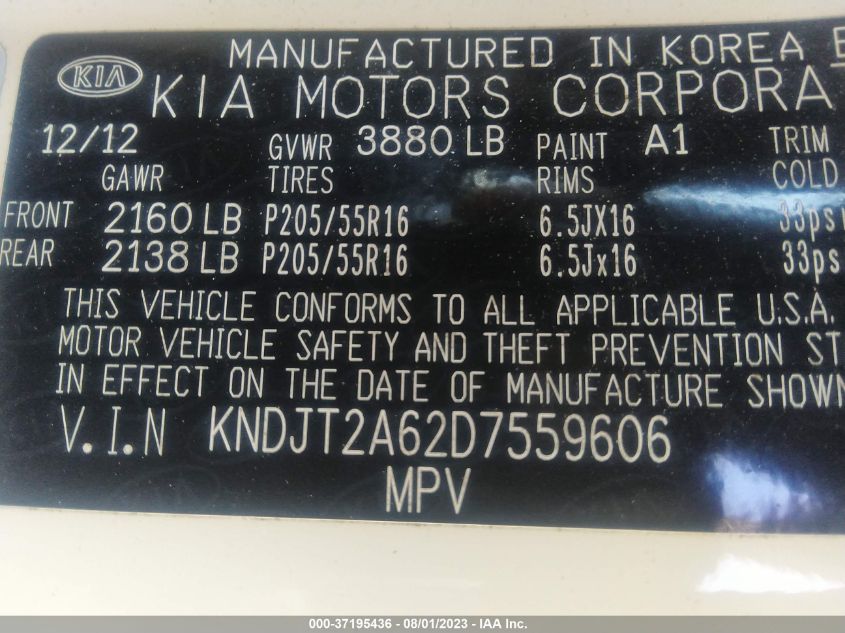 MANUFACTURED IN KOREA
KIA KIA MOTORS CORPORA
12/12 GVWR 3880 LB PAINT A1 TRIM
GAWR TIRES RIMS COLD
FRONT 2160 LB P205/55R16 6.5JX16 33psi
REAR 2138 LB P205/55R16 6.5Jx16 33ps
THIS VEHICLE CONFORMS TO ALL APPLICABLE U.S.A.
MOTOR VEHICLE SAFETY AND THEFT PREVENTION ST
IN EFFECT ON THE DATE OF MANUFACTURE SHOWN
V.I.N KNDJT2A62D7559606
MPV
000-37195436 - 08/01/2023 - IAA Inc.